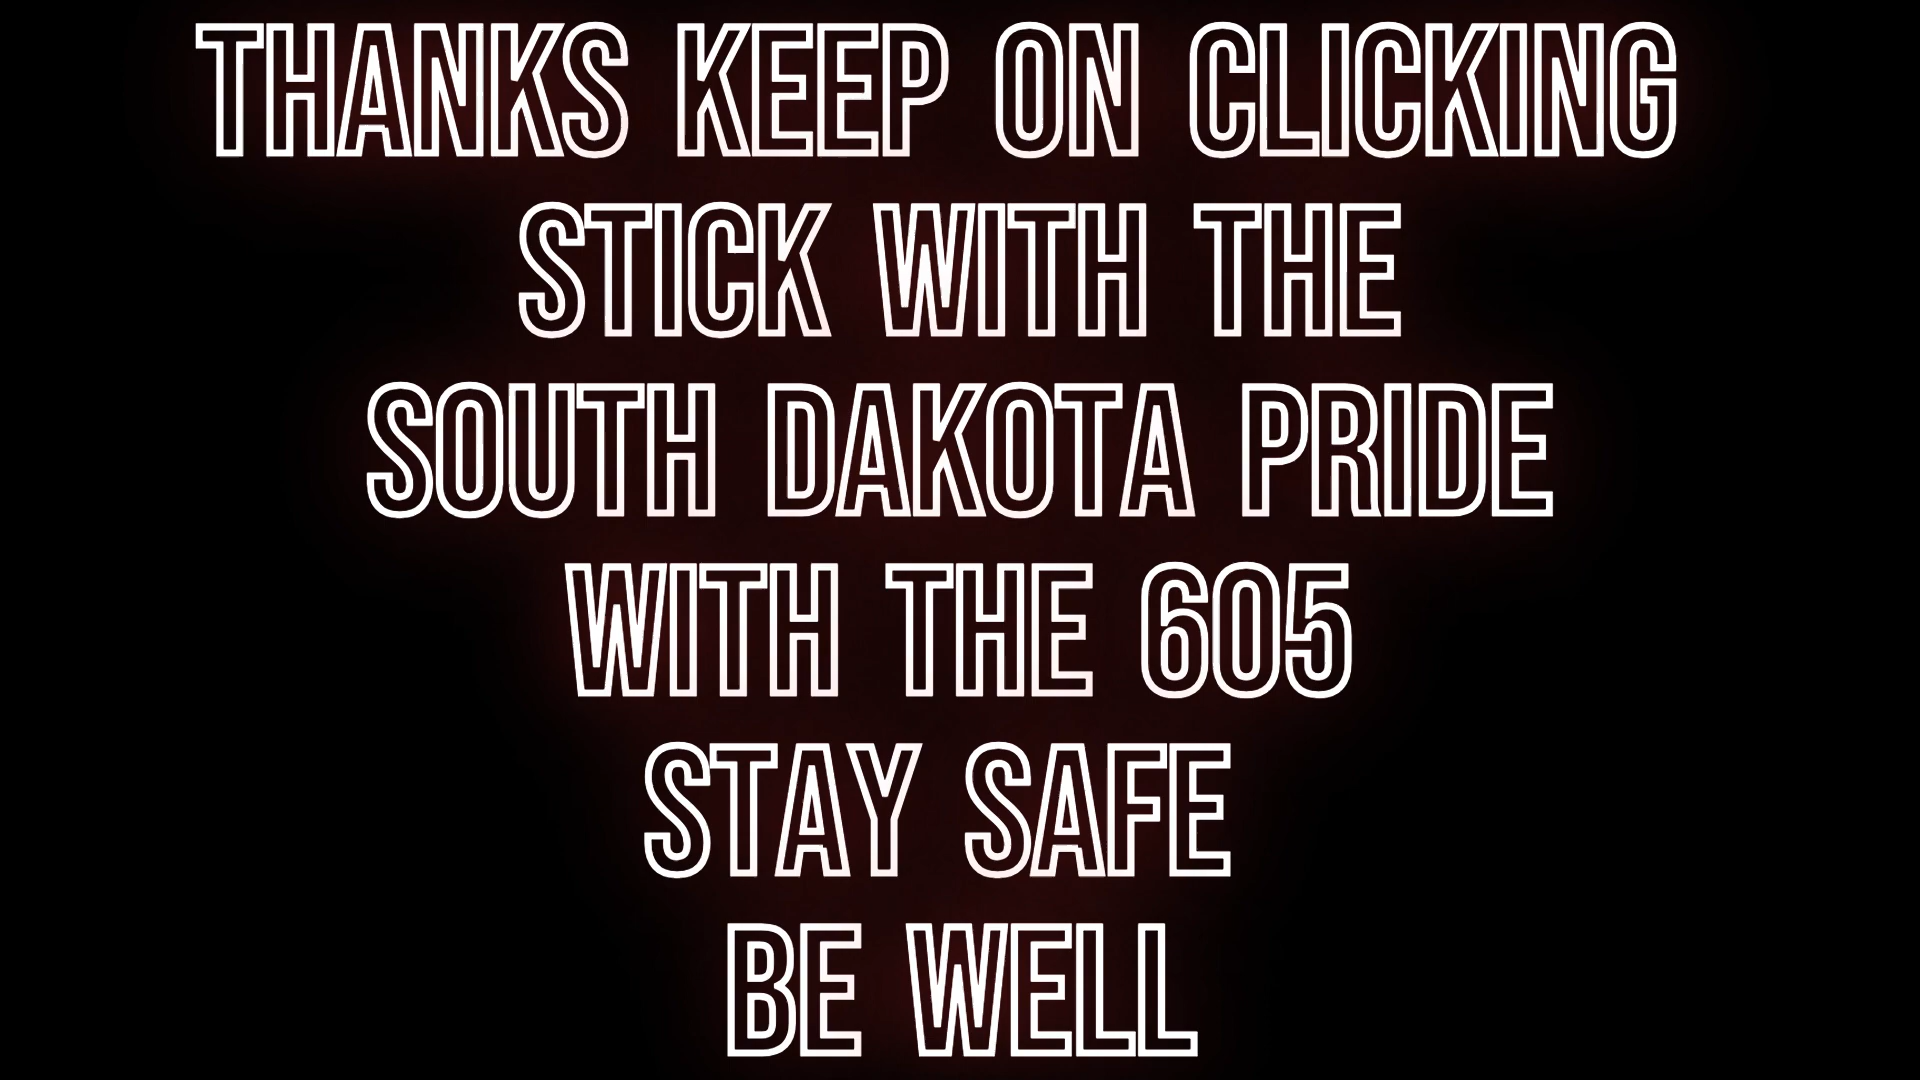 THANKS KEEP ON CLICKING
STICK WITH THE
SOUTH DAKOTA PRIDE
WITH THE 605
STAY SAFE
BE WELL